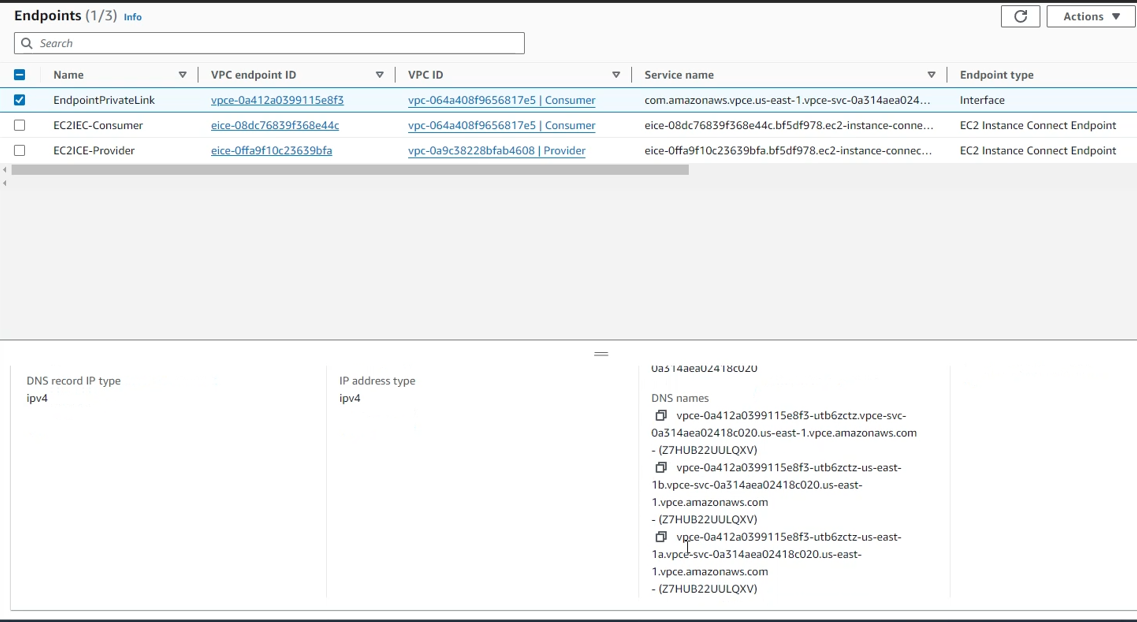 Endpoints (1/3) Info
Actions
Search
Name VPC endpoint ID VPC ID Service name Endpoint type
EndpointPrivateLink vpce-0a412a0399115e8f3 vpc-064a408f9656817e5 | Consumer com.amazonaws.vpce.us-east-1.vpce-svc-0a314aea024... Interface
EC2IEC-Consumer eice-08dc76839f368e44c vpc-064a408f9656817e5 | Consumer eice-08dc76839f368e44c.bf5df978.ec2-instance-conne... EC2 Instance Connect Endpoint
EC2ICE-Provider eice-0ffa9f10c23639bfa vpc-0a9c38228bfab4608 | Provider eice-0ffa9f10c23639bfa.bf5df978.ec2-instance-connec... EC2 Instance Connect Endpoint
DNS record IP type
ipv4
IP address type
ipv4
0a314aea02418c020
DNS names
vpce-0a412a0399115e8f3-utb6zctz.vpce-svc-
0a314aea02418c020.us-east-1.vpce.amazonaws.com
- (Z7HUB22UULQXV)
vpce-0a412a0399115e8f3-utb6zctz-us-east-
1b.vpce-svc-0a314aea02418c020.us-east-
1.vpce.amazonaws.com
- (Z7HUB22UULQXV)
vpce-0a412a0399115e8f3-utb6zctz-us-east-
1a.vpce-svc-0a314aea02418c020.us-east-
1.vpce.amazonaws.com
- (Z7HUB22UULQXV)